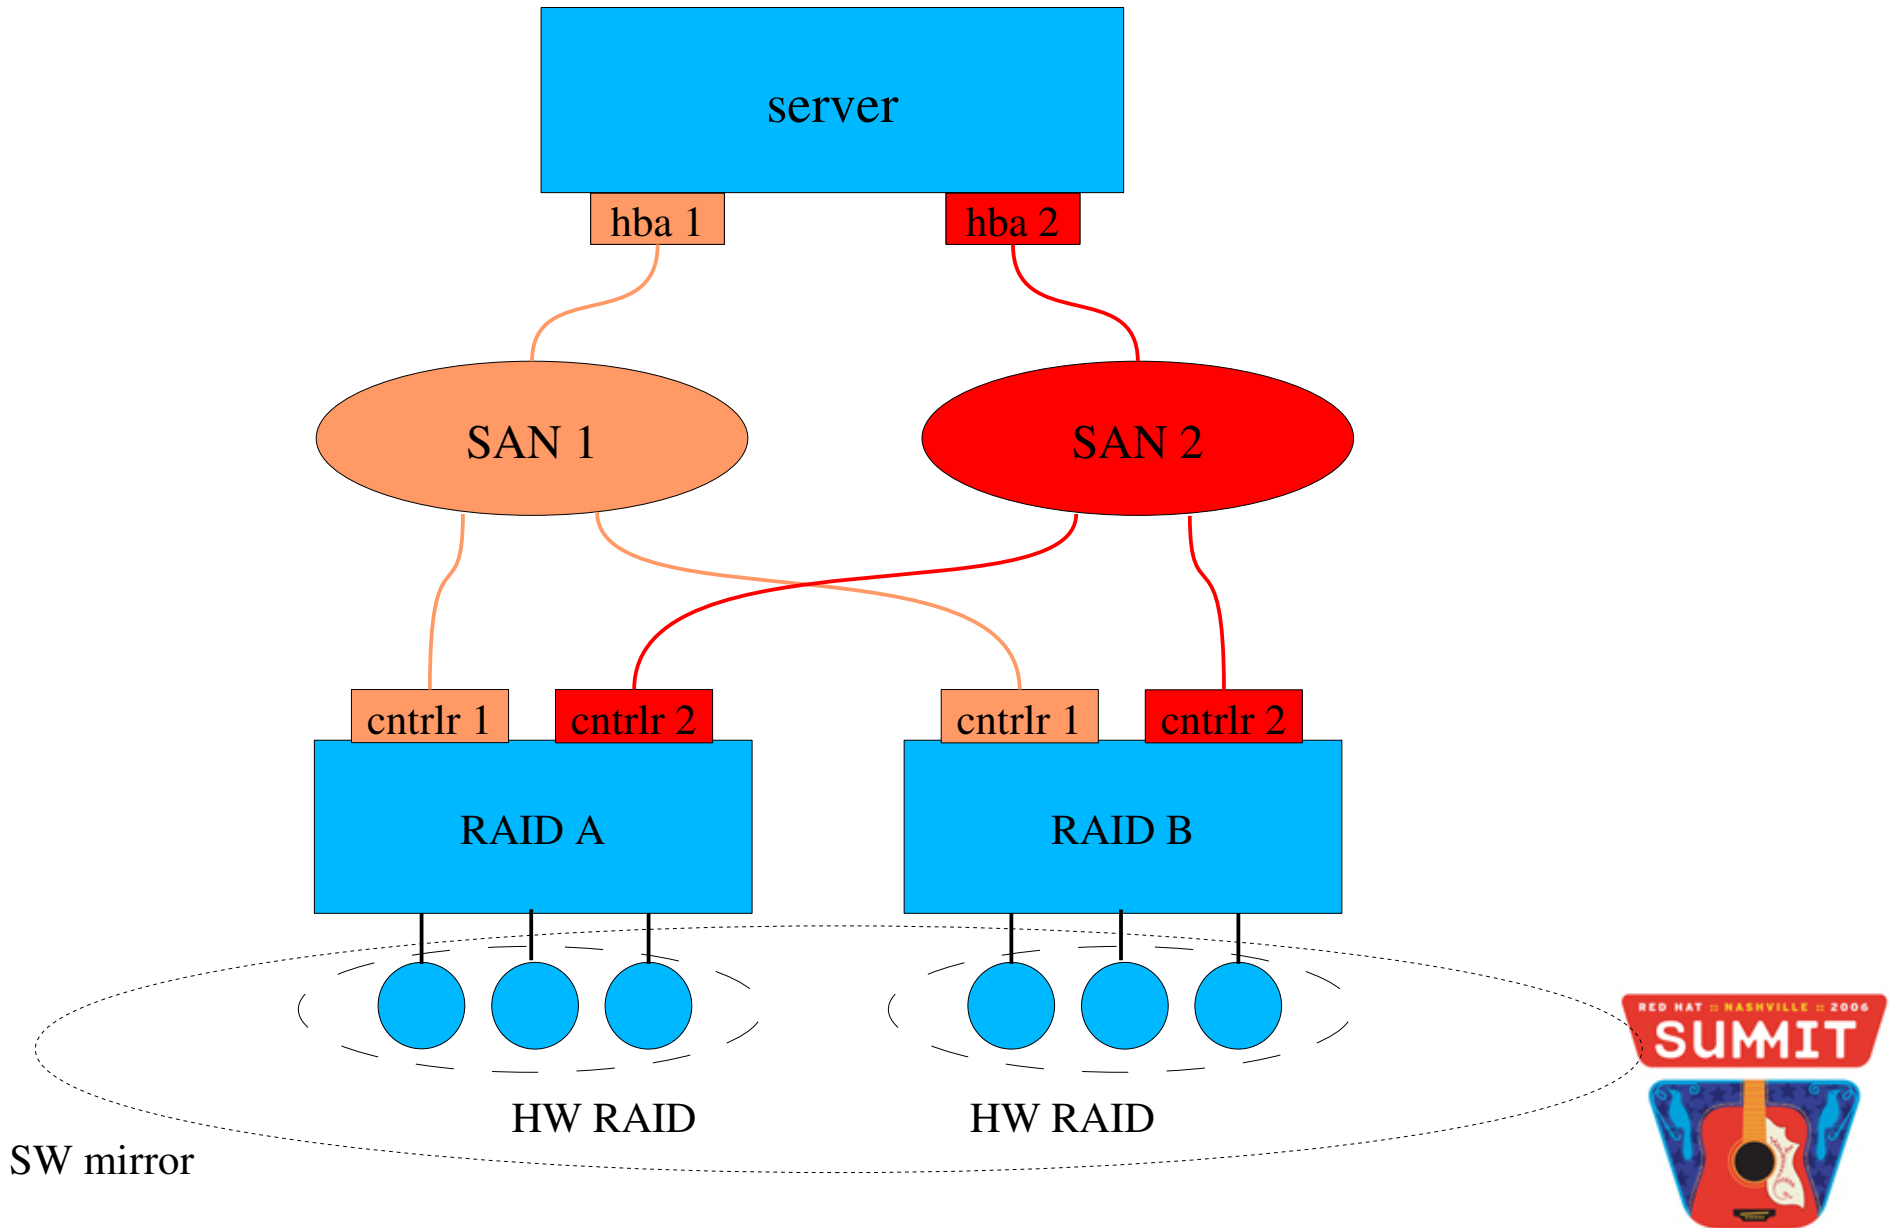 server
hba 1
hba 2
SAN 1
SAN 2
cntrlr 1
cntrlr 2
cntrlr 1
cntrlr 2
RAID A
RAID B
HW RAID
HW RAID
SW mirror
RED HAT :: NASHVILLE :: 2006
SUMMIT